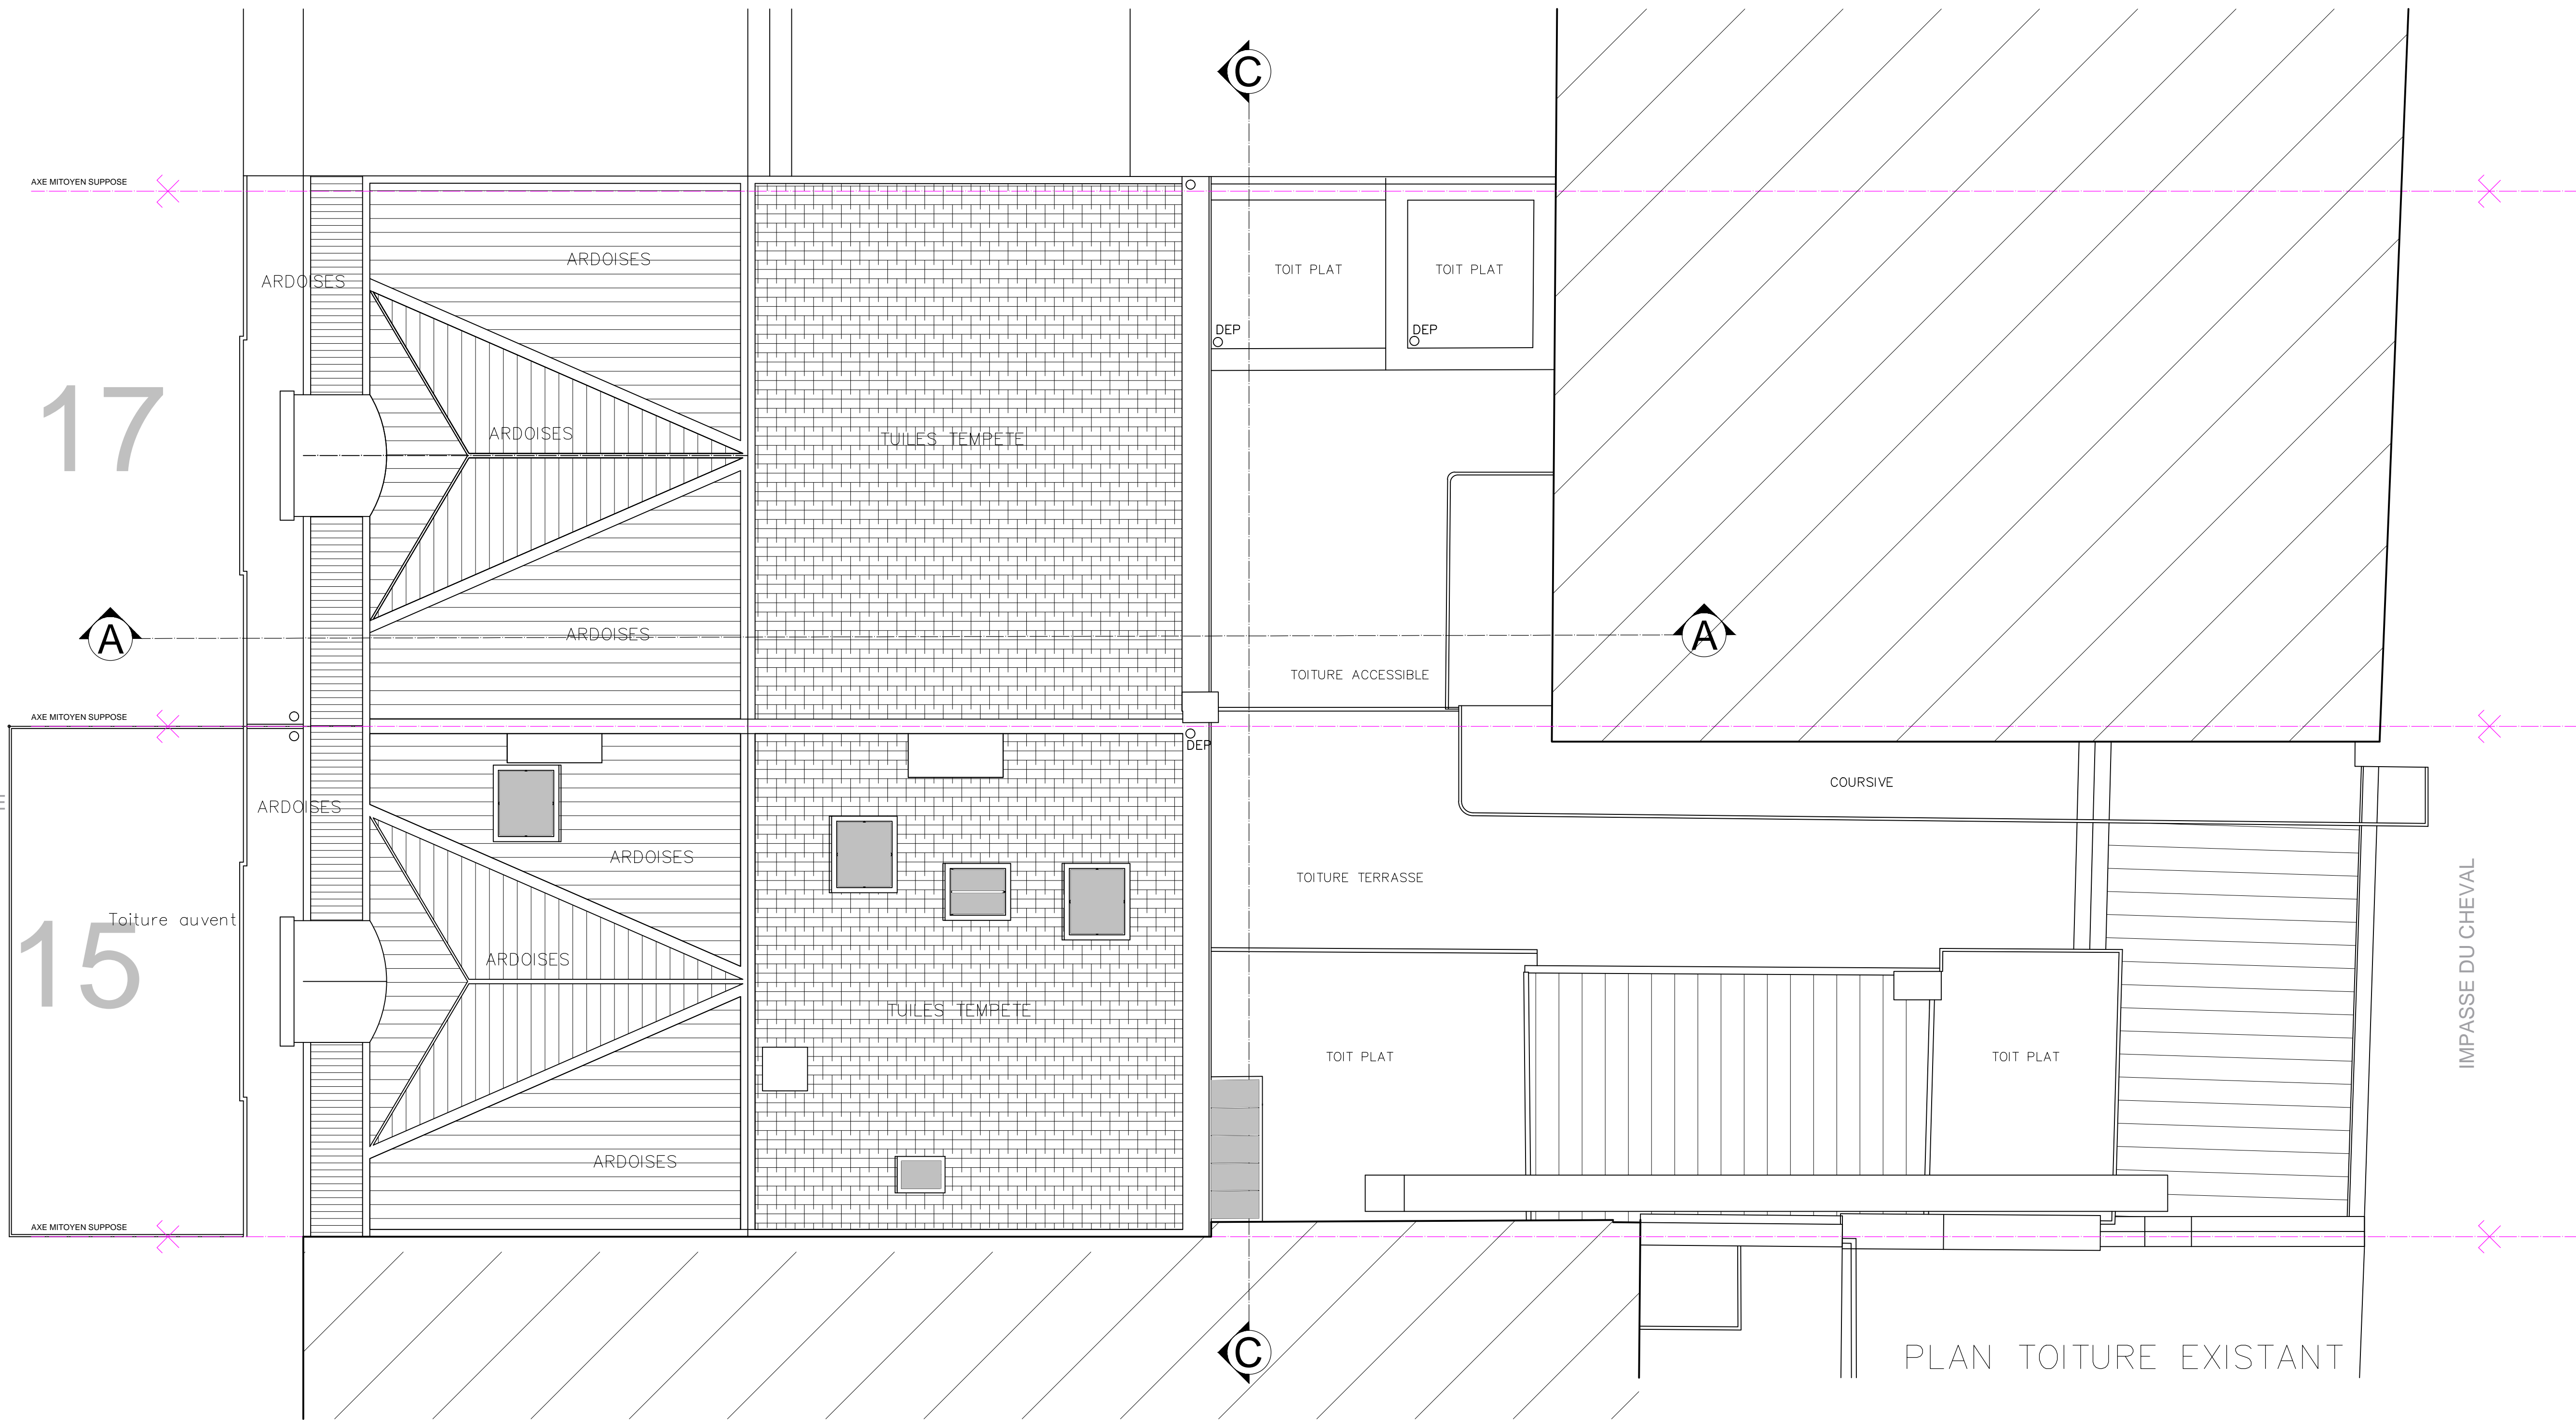 C
AXE MITOYEN SUPPOSE
ARDOISES
ARDOISES
TOIT PLAT
TOIT PLAT
DEP
DEP
17
ARDOISES
TUILES TEMPETE
A
ARDOISES
A
TOITURE ACCESSIBLE
AXE MITOYEN SUPPOSE
DEP
COURSIVE
ARDOISES
ARDOISES
TOITURE TERRASSE
IMPASSE DU CHEVAL
Toiture auvent
15
ARDOISES
TUILES TEMPETE
TOIT PLAT
TOIT PLAT
ARDOISES
AXE MITOYEN SUPPOSE
C
PLAN TOITURE EXISTANT